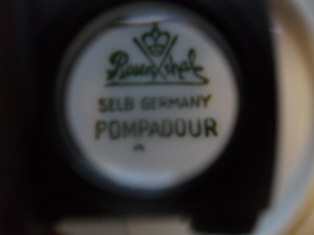 Rosenthal
SELB GERMANY
POMPADOUR